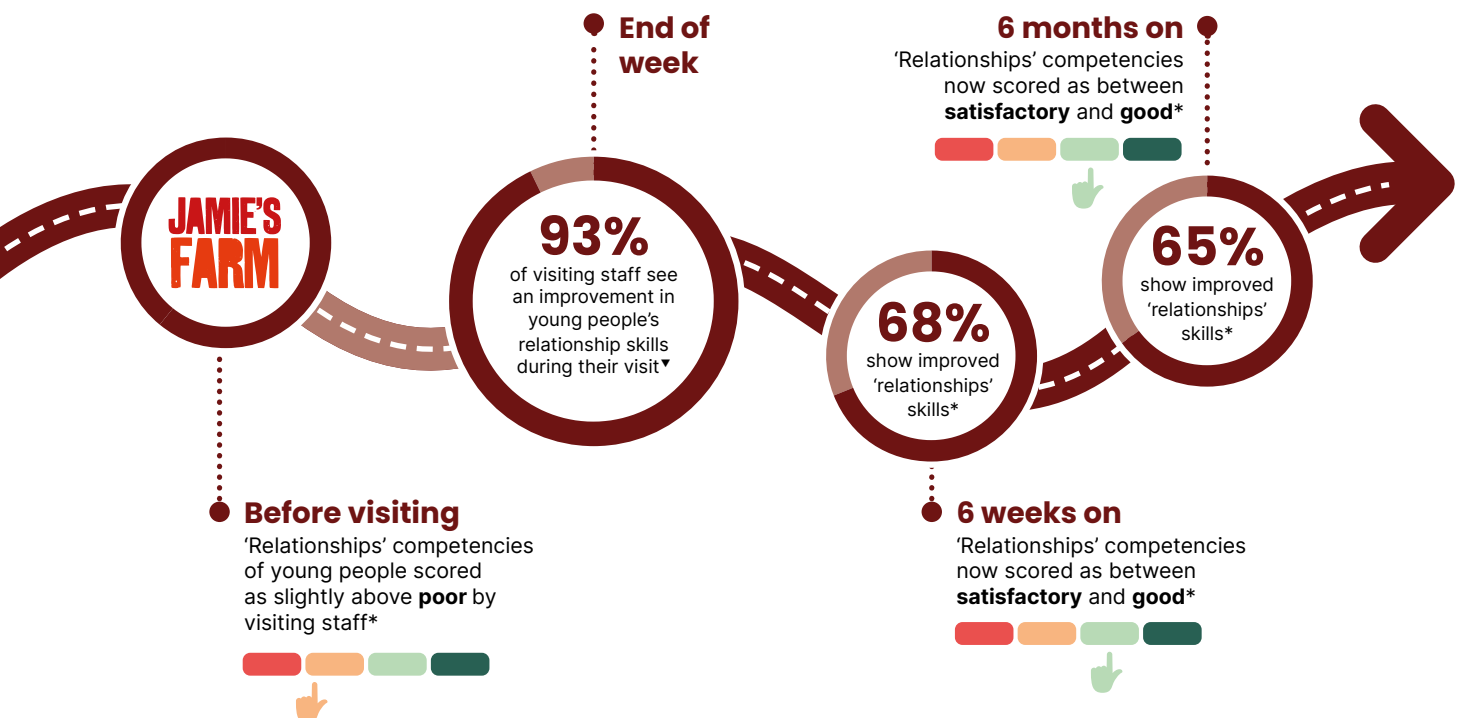 JAMIE'S
FARM
Before visiting
‘Relationships’ competencies
of young people scored
as slightly above poor by
visiting staff*
End of
week
93%
of visiting staff see
an improvement in
young people’s
relationship skills
during their visit▼
68%
show improved
‘relationships’
skills*
6 weeks on
‘Relationships’ competencies
now scored as between
satisfactory and good*
6 months on
‘Relationships’ competencies
now scored as between
satisfactory and good*
65%
show improved
‘relationships’
skills*